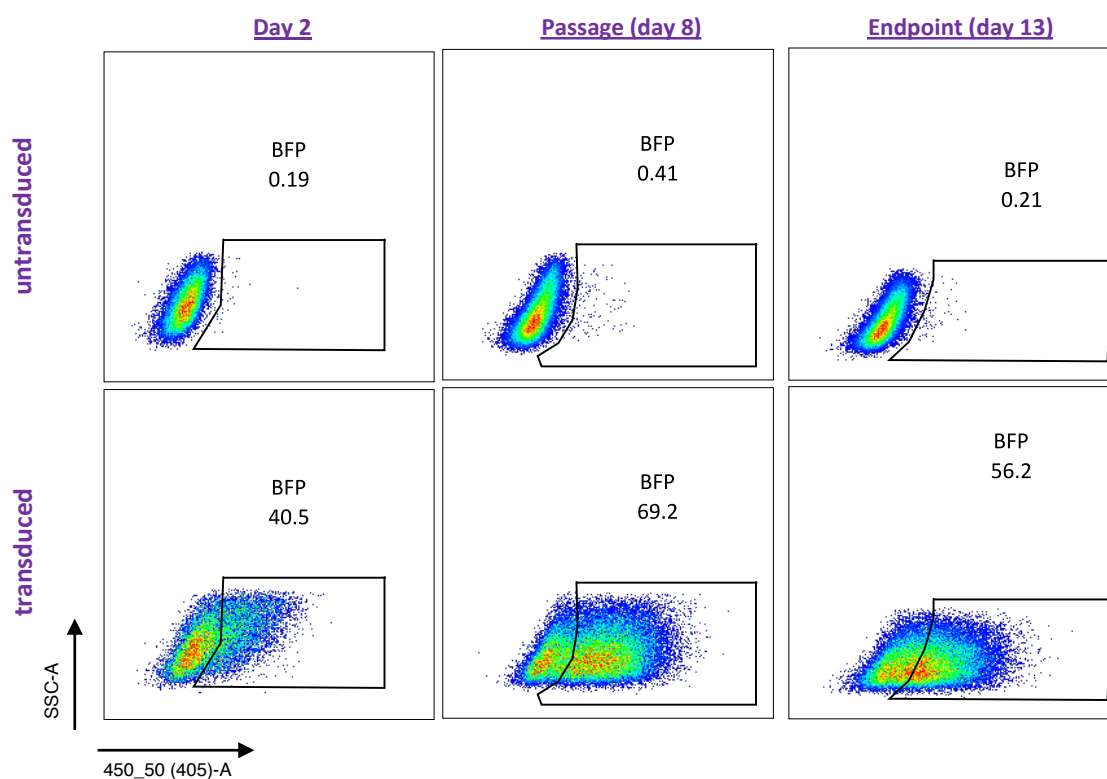 Day 2
Passage (day 8)
Endpoint (day 13)
untransduced
BFP
0.19
BFP
0.41
BFP
0.21
transduced
BFP
40.5
BFP
69.2
BFP
56.2
SSC-A
450_50 (405)-A